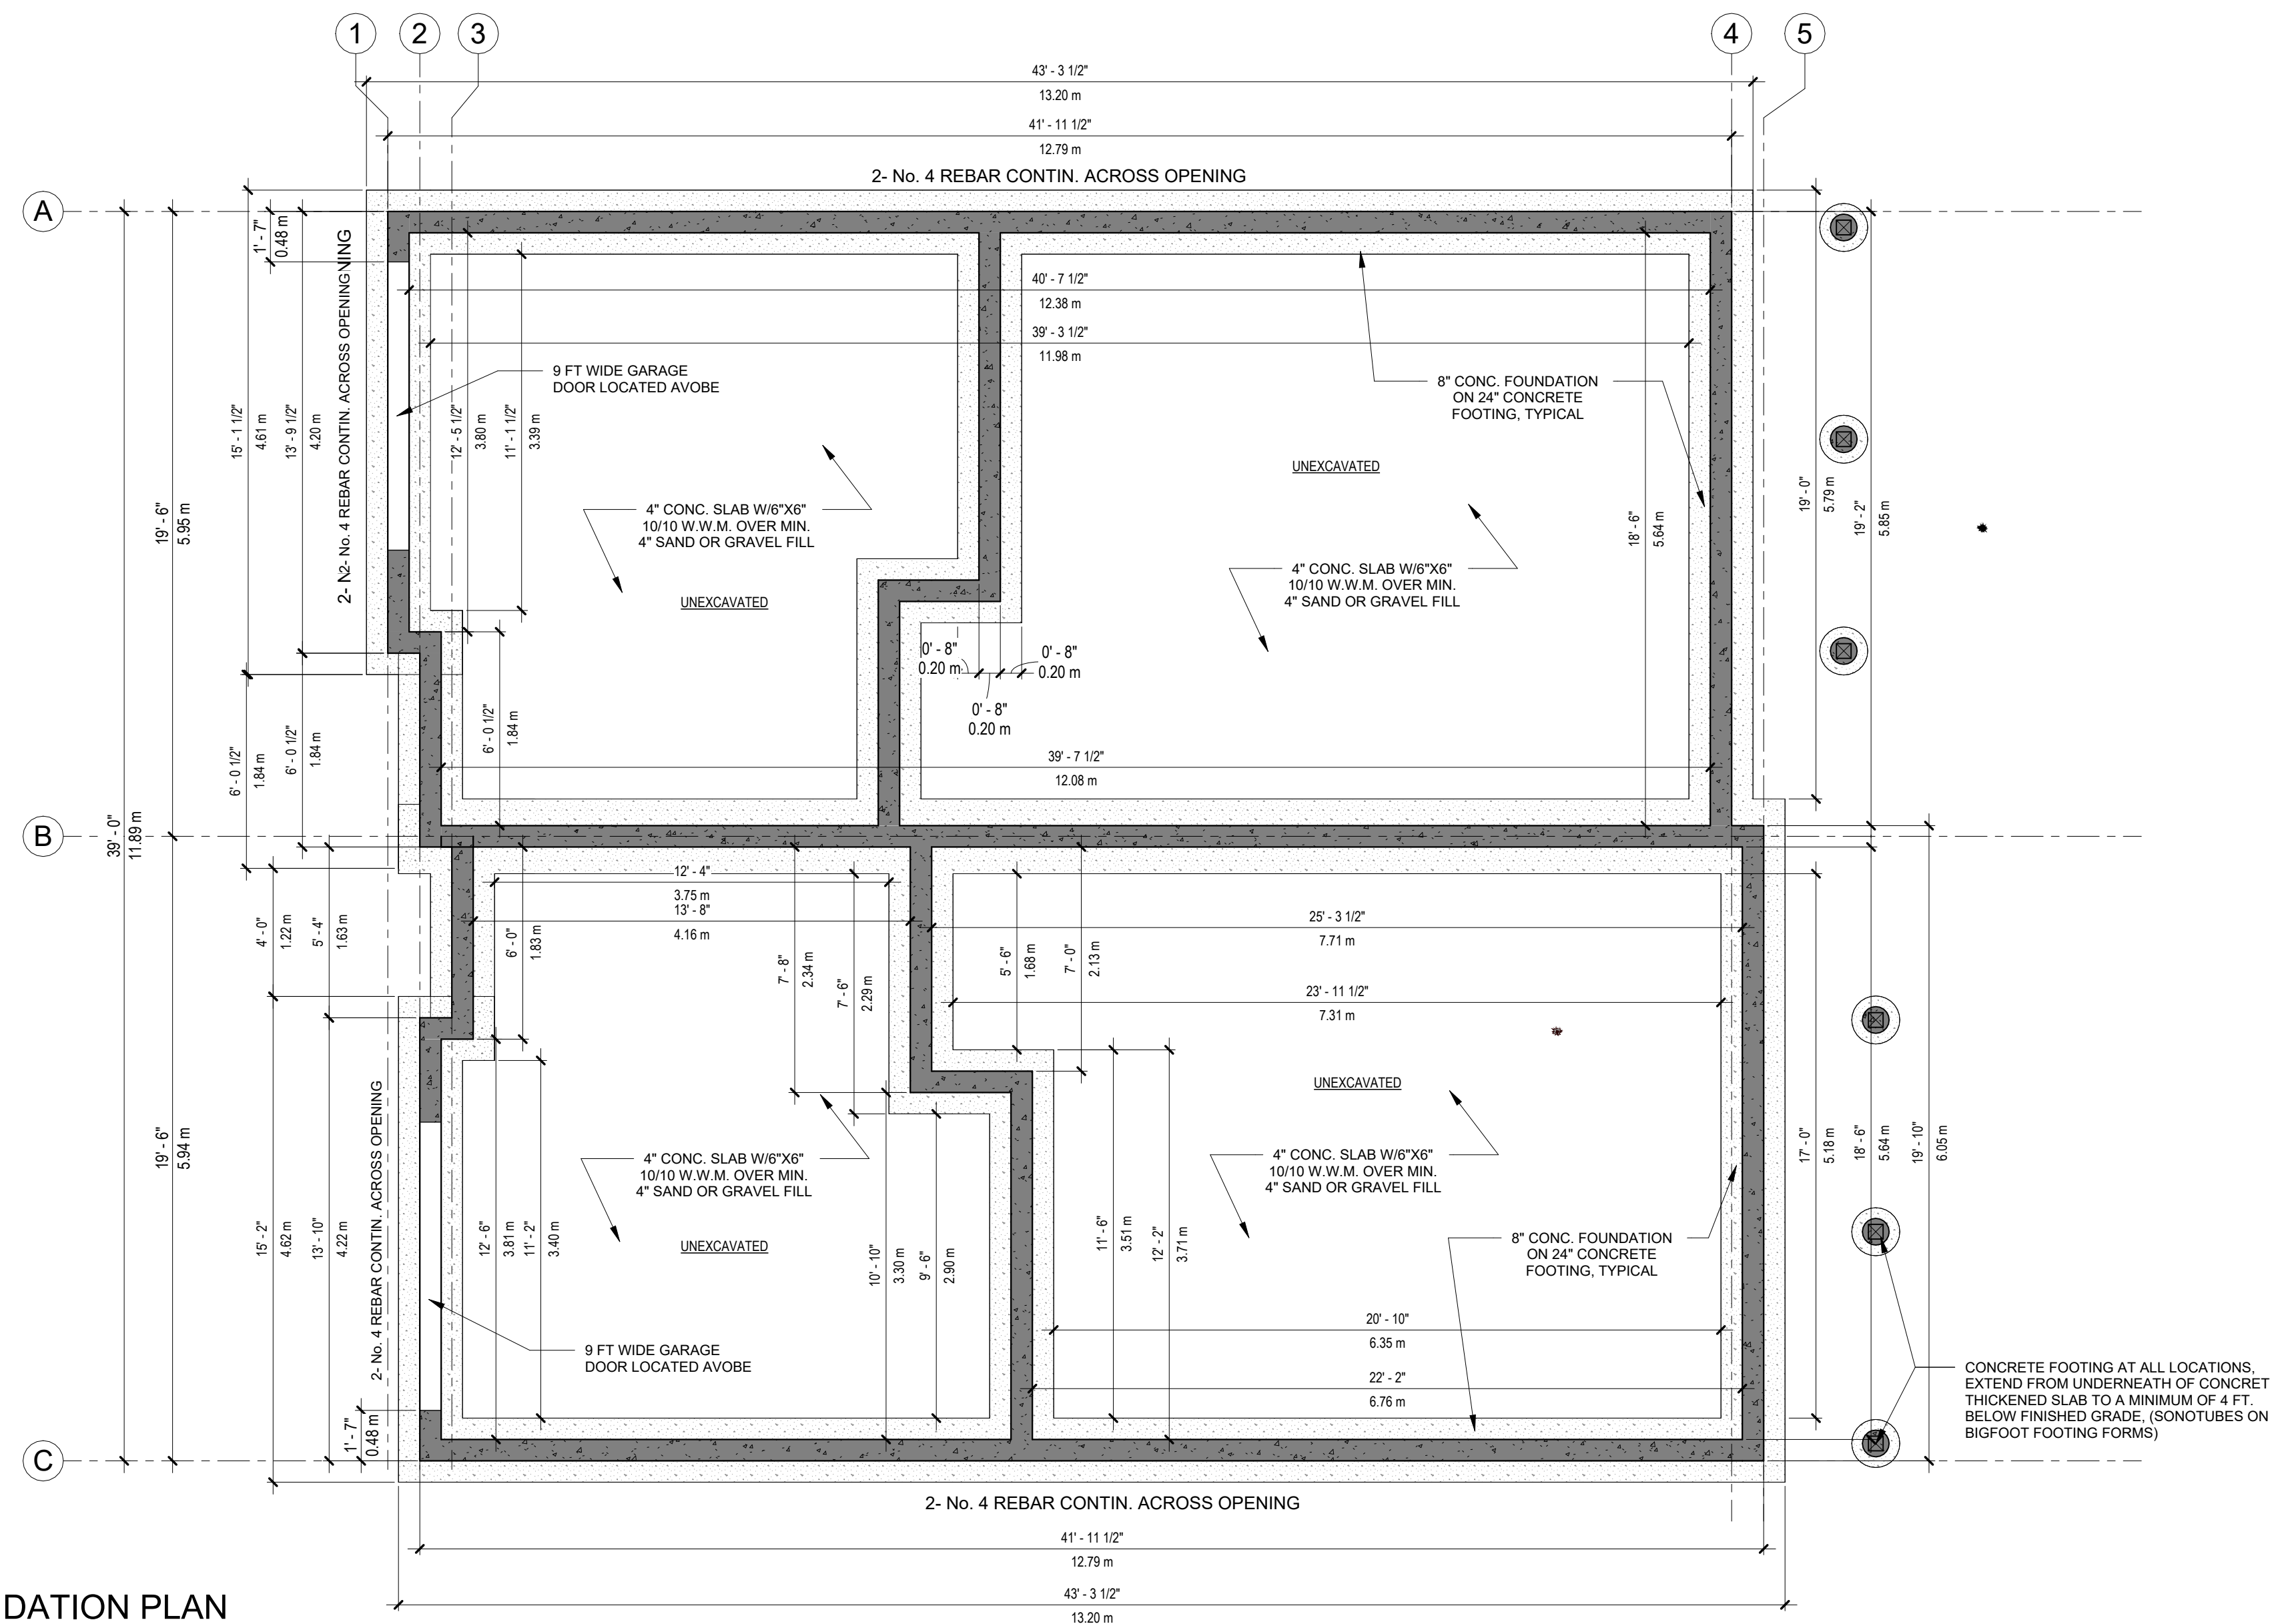 1
2
3
4
5
43' - 3 1/2"
13.20 m
41' - 11 1/2"
12.79 m
2- No. 4 REBAR CONTIN. ACROSS OPENING
A
1' - 7"
0.48 m
2- N2- No. 4 REBAR CONTIN. ACROSS OPENINGNING
40' - 7 1/2"
12.38 m
39' - 3 1/2"
11.98 m
9 FT WIDE GARAGE
DOOR LOCATED AVOBE
8" CONC. FOUNDATION
ON 24" CONCRETE
FOOTING, TYPICAL
15' - 1 1/2"
4.61 m
13' - 9 1/2"
4.20 m
12' - 5 1/2"
3.80 m
11' - 1 1/2"
3.39 m
UNEXCAVATED
19' - 6"
5.95 m
4" CONC. SLAB W/6"X6"
10/10 W.W.M. OVER MIN.
4" SAND OR GRAVEL FILL
18' - 6"
5.64 m
19' - 0"
5.79 m
19' - 2"
5.85 m
4" CONC. SLAB W/6"X6"
10/10 W.W.M. OVER MIN.
4" SAND OR GRAVEL FILL
UNEXCAVATED
0' - 8"
0.20 m
0' - 8"
0.20 m
0' - 8"
0.20 m
6' - 0 1/2"
1.84 m
6' - 0 1/2"
1.84 m
6' - 0 1/2"
1.84 m
39' - 7 1/2"
12.08 m
B
39' - 0"
11.89 m
12' - 4"
3.75 m
13' - 8"
4.16 m
25' - 3 1/2"
7.71 m
4' - 0"
1.22 m
5' - 4"
1.63 m
6' - 0"
1.83 m
7' - 8"
2.34 m
7' - 6"
2.29 m
5' - 6"
1.68 m
7' - 0"
2.13 m
23' - 11 1/2"
7.31 m
UNEXCAVATED
19' - 6"
5.94 m
2- No. 4 REBAR CONTIN. ACROSS OPENING
4" CONC. SLAB W/6"X6"
10/10 W.W.M. OVER MIN.
4" SAND OR GRAVEL FILL
4" CONC. SLAB W/6"X6"
10/10 W.W.M. OVER MIN.
4" SAND OR GRAVEL FILL
17' - 0"
5.18 m
18' - 6"
5.64 m
19' - 10"
6.05 m
15' - 2"
4.62 m
13' - 10"
4.22 m
12' - 6"
3.81 m
11' - 2"
3.40 m
UNEXCAVATED
10' - 10"
3.30 m
9' - 6"
2.90 m
11' - 6"
3.51 m
12' - 2"
3.71 m
8" CONC. FOUNDATION
ON 24" CONCRETE
FOOTING, TYPICAL
9 FT WIDE GARAGE
DOOR LOCATED AVOBE
20' - 10"
6.35 m
22' - 2"
6.76 m
CONCRETE FOOTING AT ALL LOCATIONS,
EXTEND FROM UNDERNEATH OF CONCRET
THICKENED SLAB TO A MINIMUM OF 4 FT.
BELOW FINISHED GRADE, (SONOTUBES ON
BIGFOOT FOOTING FORMS)
1' - 7"
0.48 m
C
2- No. 4 REBAR CONTIN. ACROSS OPENING
41' - 11 1/2"
12.79 m
43' - 3 1/2"
13.20 m
DATION PLAN